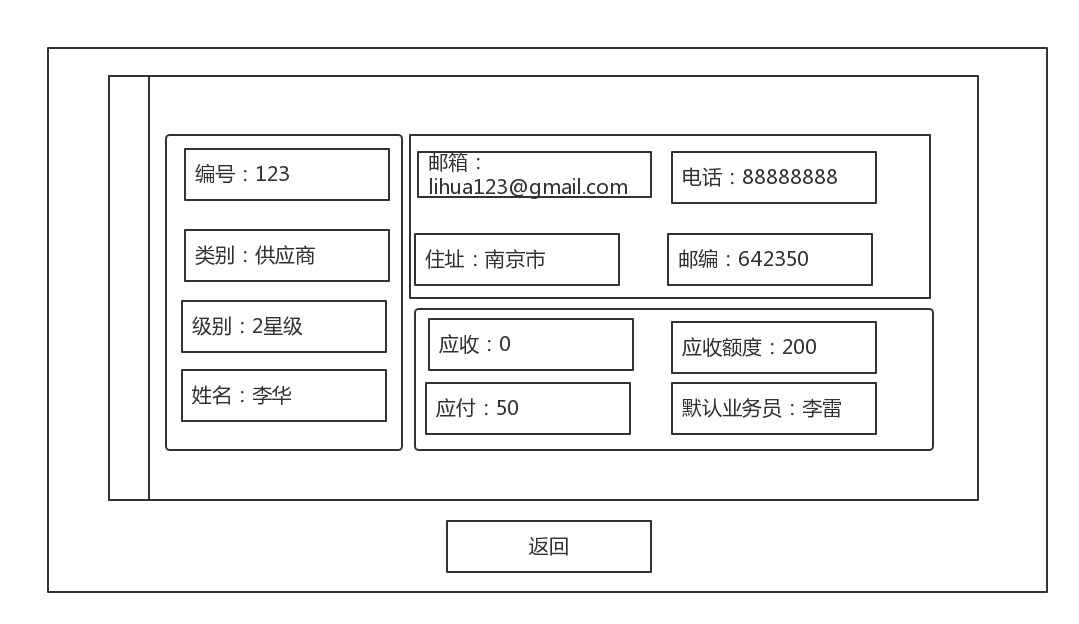 编号：123
类别：供应商
级别：2星级
姓名：李华
邮箱：
lihua123@gmail.com
电话：88888888
住址：南京市
邮编：642350
应收：0
应收额度：200
应付：50
默认业务员：李雷
返回